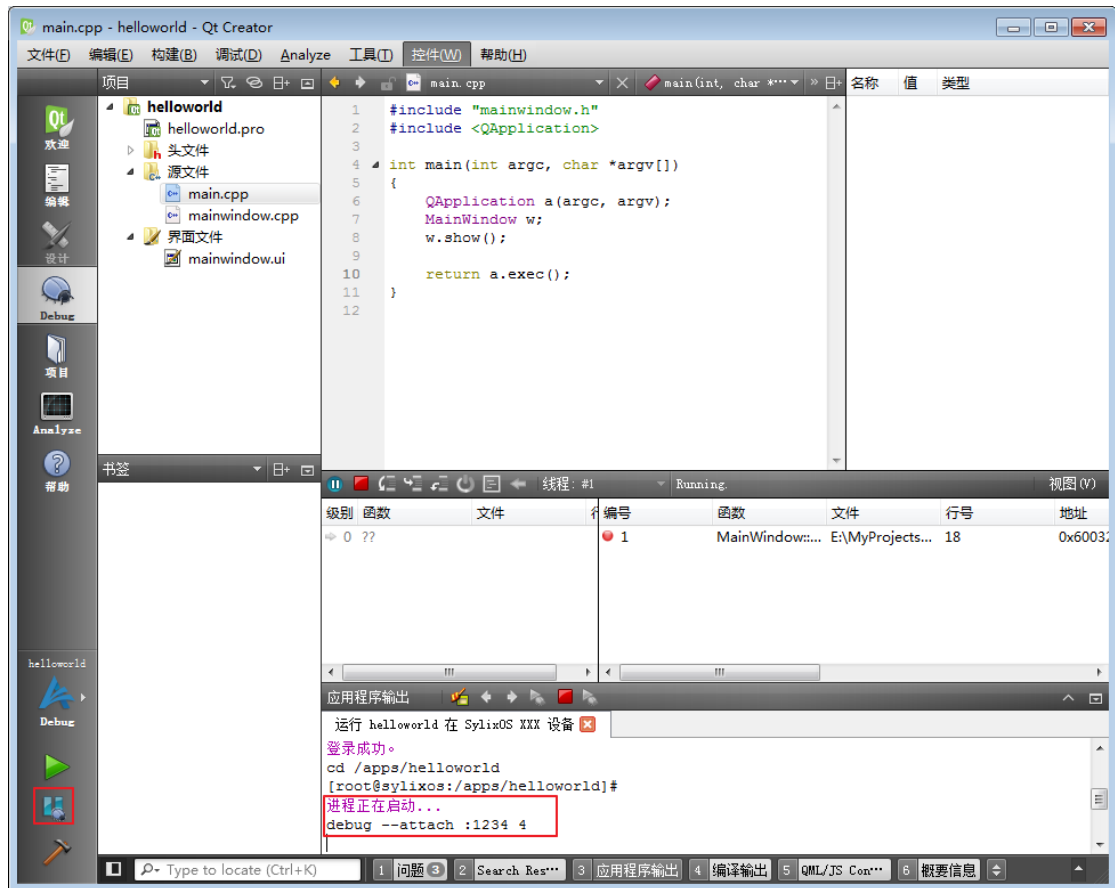 main.cpp - helloworld - Qt Creator
文件(F) 编辑(E) 构建(B) 调试(D) Analyze 工具(T) 控件(W) 帮助(H)
项目
main.cpp
main(int, char *···
名称 值 类型
欢迎
编辑
设计
Debug
项目
Analyze
帮助
helloworld
helloworld.pro
头文件
源文件
main.cpp
mainwindow.cpp
界面文件
mainwindow.ui
1 #include "mainwindow.h"
2 #include <QApplication>
3
4 int main(int argc, char *argv[])
5 {
6 QApplication a(argc, argv);
7 MainWindow w;
8 w.show();
9
10 return a.exec();
11 }
12
书签
线程: #1 Running. 视图(V)
级别 函数 文件
0 ??
编号 函数 文件 行号 地址
1 MainWindow::... E:\MyProjects... 18 0x60032
helloworld
Debug
应用程序输出
运行 helloworld 在 SylixOS XXX 设备
登录成功。
cd /apps/helloworld
[root@sylixos:/apps/helloworld]#
进程正在启动...
debug --attach :1234 4
Type to locate (Ctrl+K)
1 问题 3 2 Search Res··· 3 应用程序输出 4 编译输出 5 QML/JS Con··· 6 概要信息